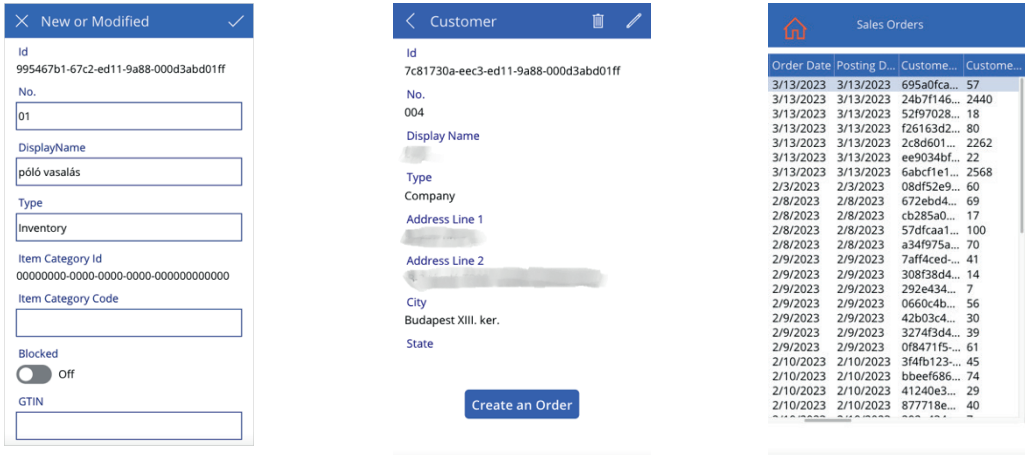 New or Modified
Id
995467b1-67c2-ed11-9a88-000d3abd01ff
No.
01
DisplayName
póló vasalás
Type
Inventory
Item Category Id
00000000-0000-0000-0000-000000000000
Item Category Code
Blocked
Off
GTIN
Customer
Id
7c81730a-eec3-ed11-9a88-000d3abd01ff
No.
004
Display Name
Type
Company
Address Line 1
Address Line 2
City
Budapest XIII. ker.
State
Create an Order
Sales Orders
Order Date Posting D... Custome... Custome...
3/13/2023 3/13/2023 695a0fca... 57
3/13/2023 3/13/2023 24b7f146... 2440
3/13/2023 3/13/2023 52f97028... 18
3/13/2023 3/13/2023 f26163d2... 80
3/13/2023 3/13/2023 2c8d601... 2262
3/13/2023 3/13/2023 ee9034bf... 22
3/13/2023 3/13/2023 6abcf1e1... 2568
2/3/2023 2/3/2023 08df52e9... 60
2/8/2023 2/8/2023 672ebd4... 69
2/8/2023 2/8/2023 cb285a0... 17
2/8/2023 2/8/2023 57dfcaa1... 100
2/8/2023 2/8/2023 a34f975a... 70
2/9/2023 2/9/2023 7aff4ced-... 41
2/9/2023 2/9/2023 308f38d4... 14
2/9/2023 2/9/2023 292e434... 7
2/9/2023 2/9/2023 0660c4b... 56
2/9/2023 2/9/2023 42b03c4... 30
2/9/2023 2/9/2023 3274f3d4... 39
2/9/2023 2/9/2023 0f8471f5-... 61
2/10/2023 2/10/2023 3f4fb123-... 45
2/10/2023 2/10/2023 bbeef686... 74
2/10/2023 2/10/2023 41240e3... 29
2/10/2023 2/10/2023 877718e... 40